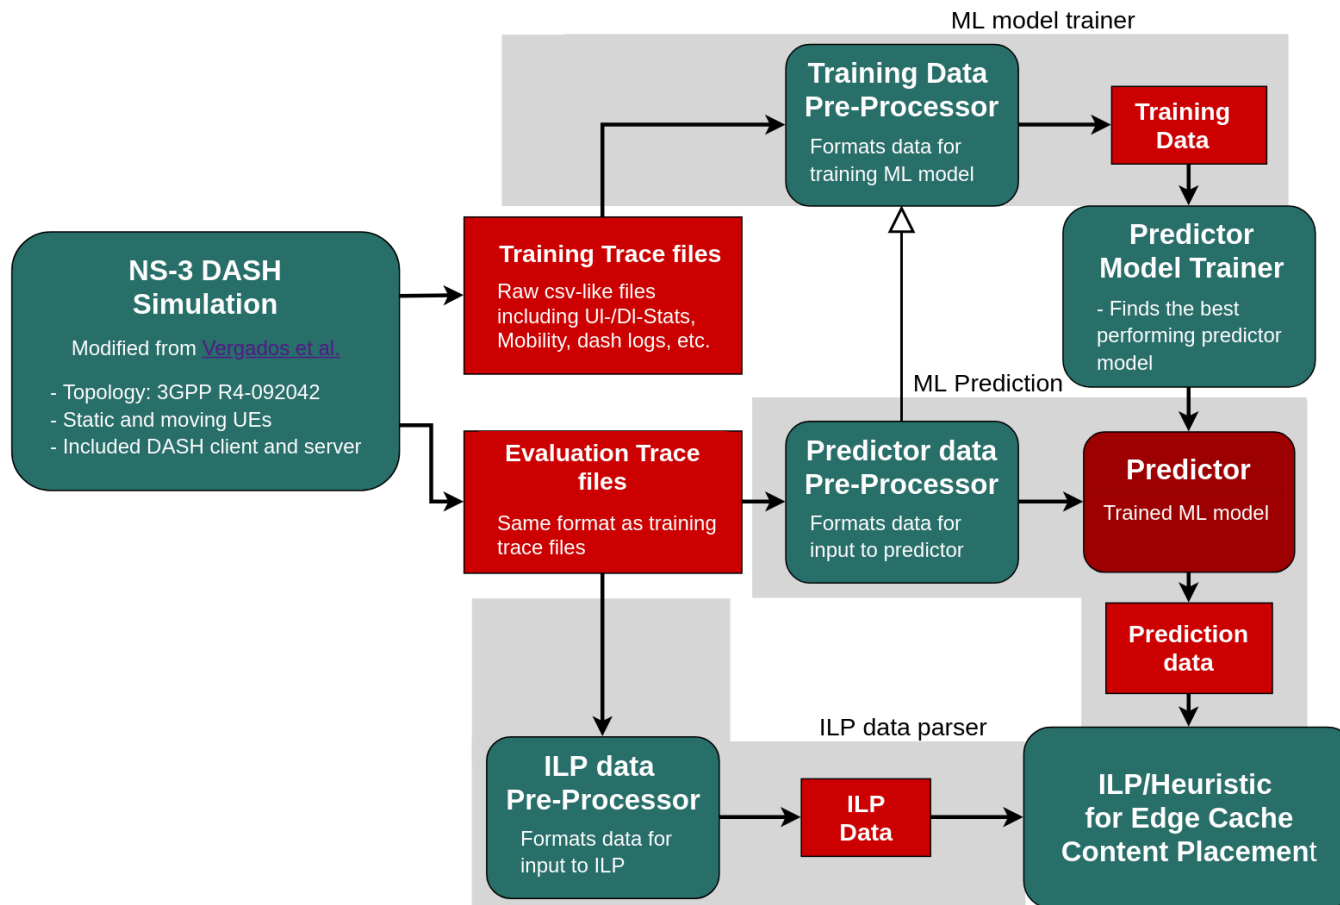 ML model trainer
Training Data
Pre-Processor
Formats data for
training ML model
Training
Data
NS-3 DASH
Simulation
Modified from Vergados et al.
- Topology: 3GPP R4-092042
- Static and moving UEs
- Included DASH client and server
Training Trace files
Raw csv-like files
including Ul-/Dl-Stats,
Mobility, dash logs, etc.
Predictor
Model Trainer
- Finds the best
performing predictor
model
ML Prediction
Evaluation Trace
files
Same format as training
trace files
Predictor data
Pre-Processor
Formats data for
input to predictor
Predictor
Trained ML model
Prediction
data
ILP data parser
ILP data
Pre-Processor
Formats data for
input to ILP
ILP
Data
ILP/Heuristic
for Edge Cache
Content Placement